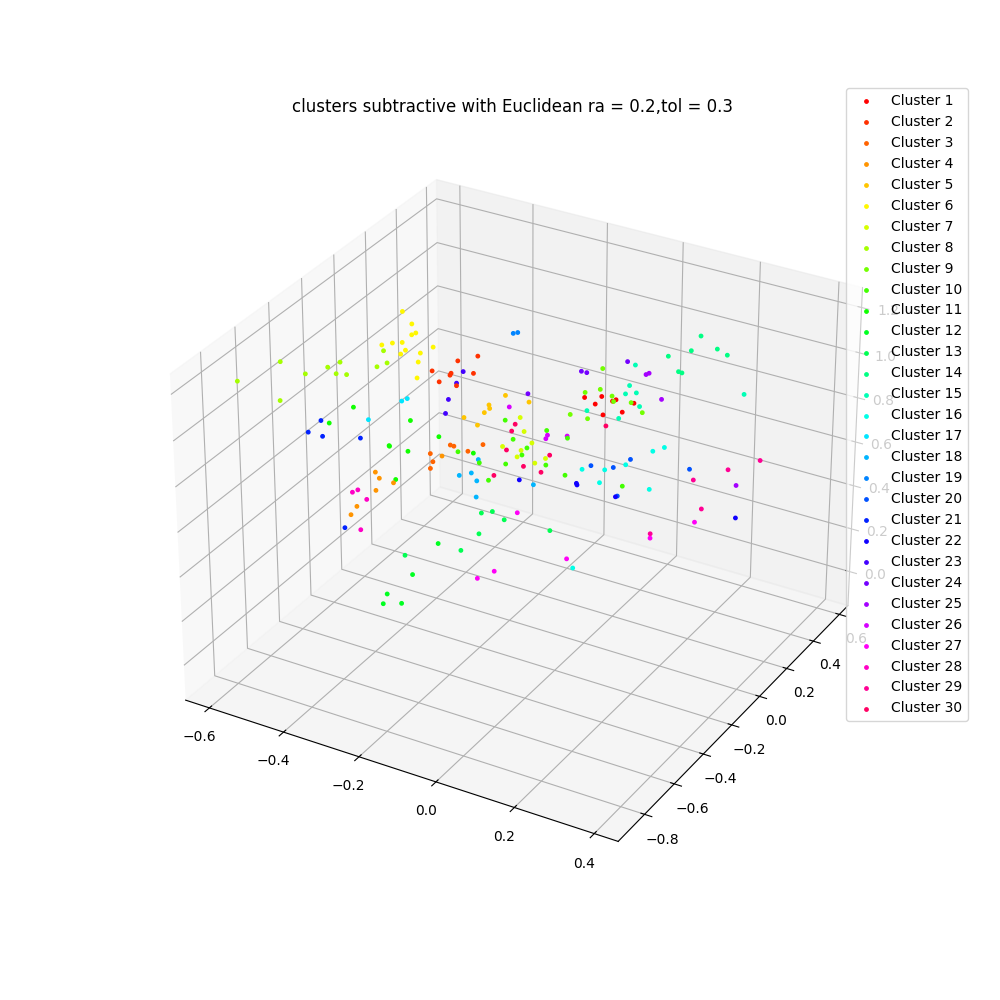 clusters subtractive with Euclidean ra = 0.2,tol = 0.3
Cluster 1
Cluster 2
Cluster 3
Cluster 4
Cluster 5
Cluster 6
Cluster 7
Cluster 8
Cluster 9
Cluster 10
Cluster 11
Cluster 12
Cluster 13
Cluster 14
Cluster 15
Cluster 16
Cluster 17
Cluster 18
Cluster 19
Cluster 20
Cluster 21
Cluster 22
Cluster 23
Cluster 24
Cluster 25
Cluster 26
Cluster 27
Cluster 28
Cluster 29
Cluster 30
1.0
0.8
0.6
0.4
0.2
0.0
0.6
0.4
0.2
0.0
−0.2
−0.4
−0.6
−0.8
−0.6
−0.4
−0.2
0.0
0.2
0.4